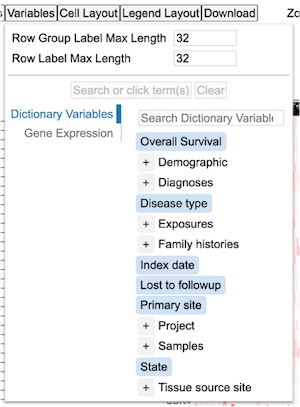 Variables Cell Layout Legend Layout Download Zo
Row Group Label Max Length 32
Row Label Max Length 32
Search or click term(s) Clear
Dictionary Variables
Gene Expression
Search Dictionary Variable
Overall Survival
+ Demographic
+ Diagnoses
Disease type
+ Exposures
+ Family histories
Index date
Lost to followup
Primary site
+ Project
+ Samples
State
+ Tissue source site